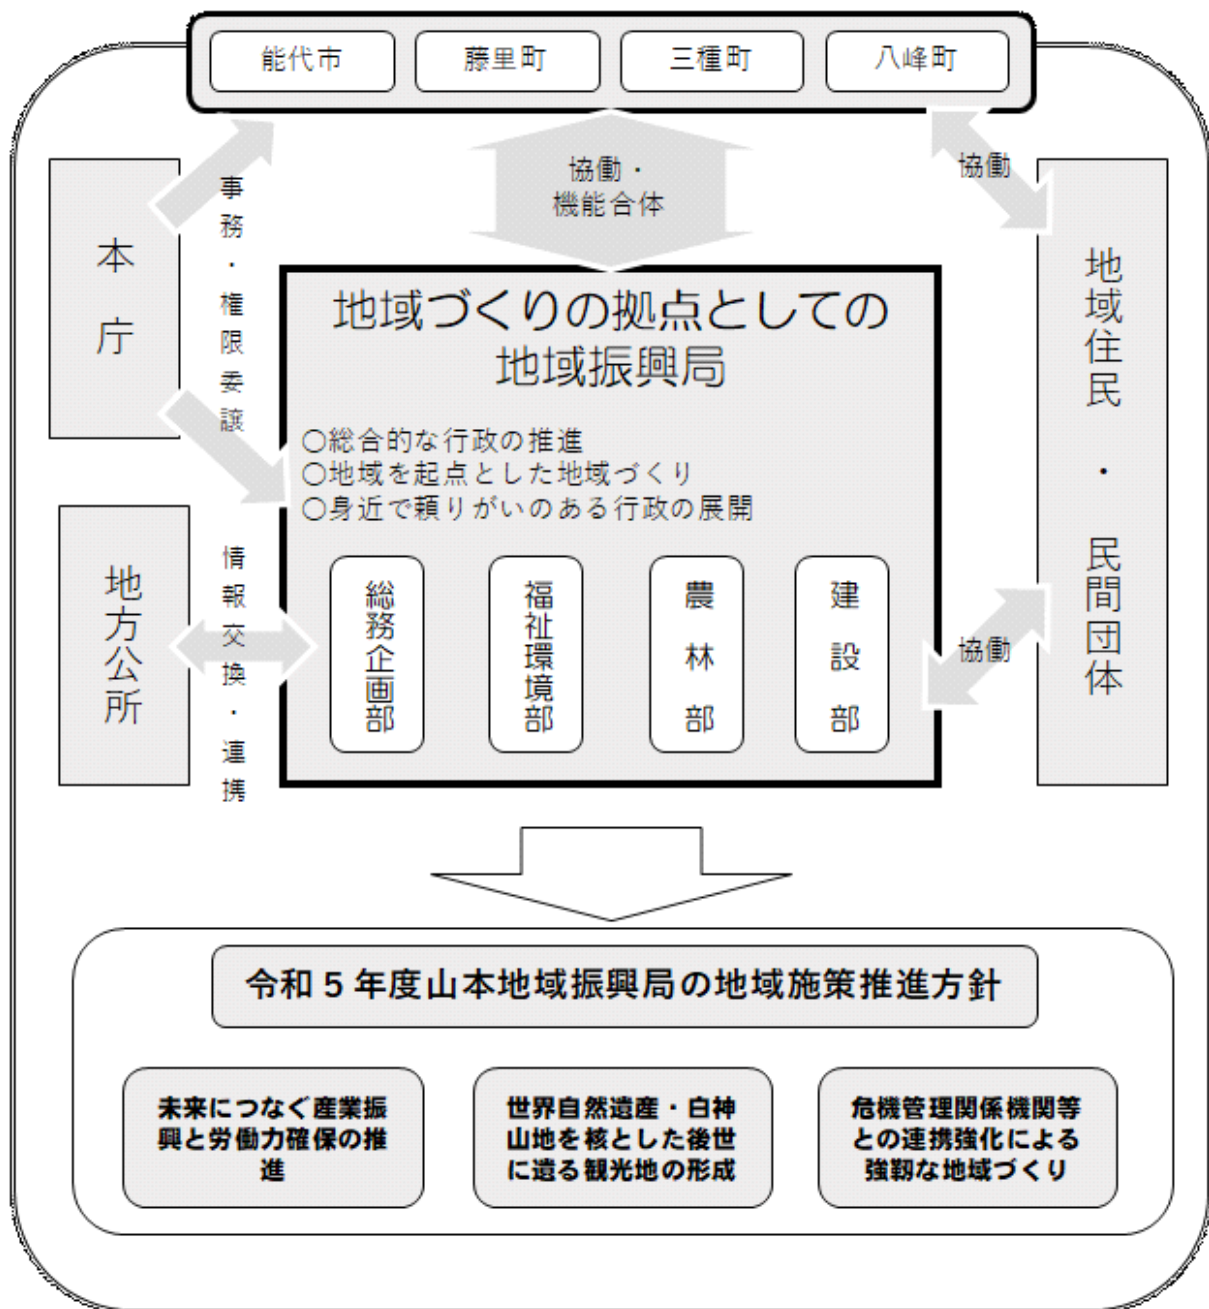 能代市
藤里町
三種町
八峰町
協働・
機能合体
協働
本庁
事務・権限委譲
地域住民・民間団体
地域づくりの拠点としての
地域振興局
○総合的な行政の推進
○地域を起点とした地域づくり
○身近で頼りがいのある行政の展開
地方公所
情報交換・連携
総務企画部
福祉環境部
農林部
建設部
協働
令和５年度山本地域振興局の地域施策推進方針
未来につなぐ産業振
興と労働力確保の推
進
世界自然遺産・白神
山地を核とした後世
に遺る観光地の形成
危機管理関係機関等
との連携強化による
強靱な地域づくり